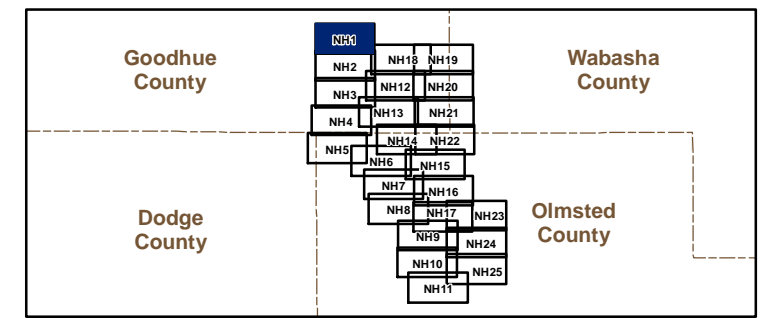 NH1
Goodhue
County
Wabasha
County
NH18
NH19
NH2
NH12
NH20
NH3
NH13
NH21
NH4
NH14
NH22
NH5
NH6
NH15
NH7
NH16
NH8
NH17
NH23
Dodge
County
Olmsted
County
NH9
NH24
NH10
NH25
NH11